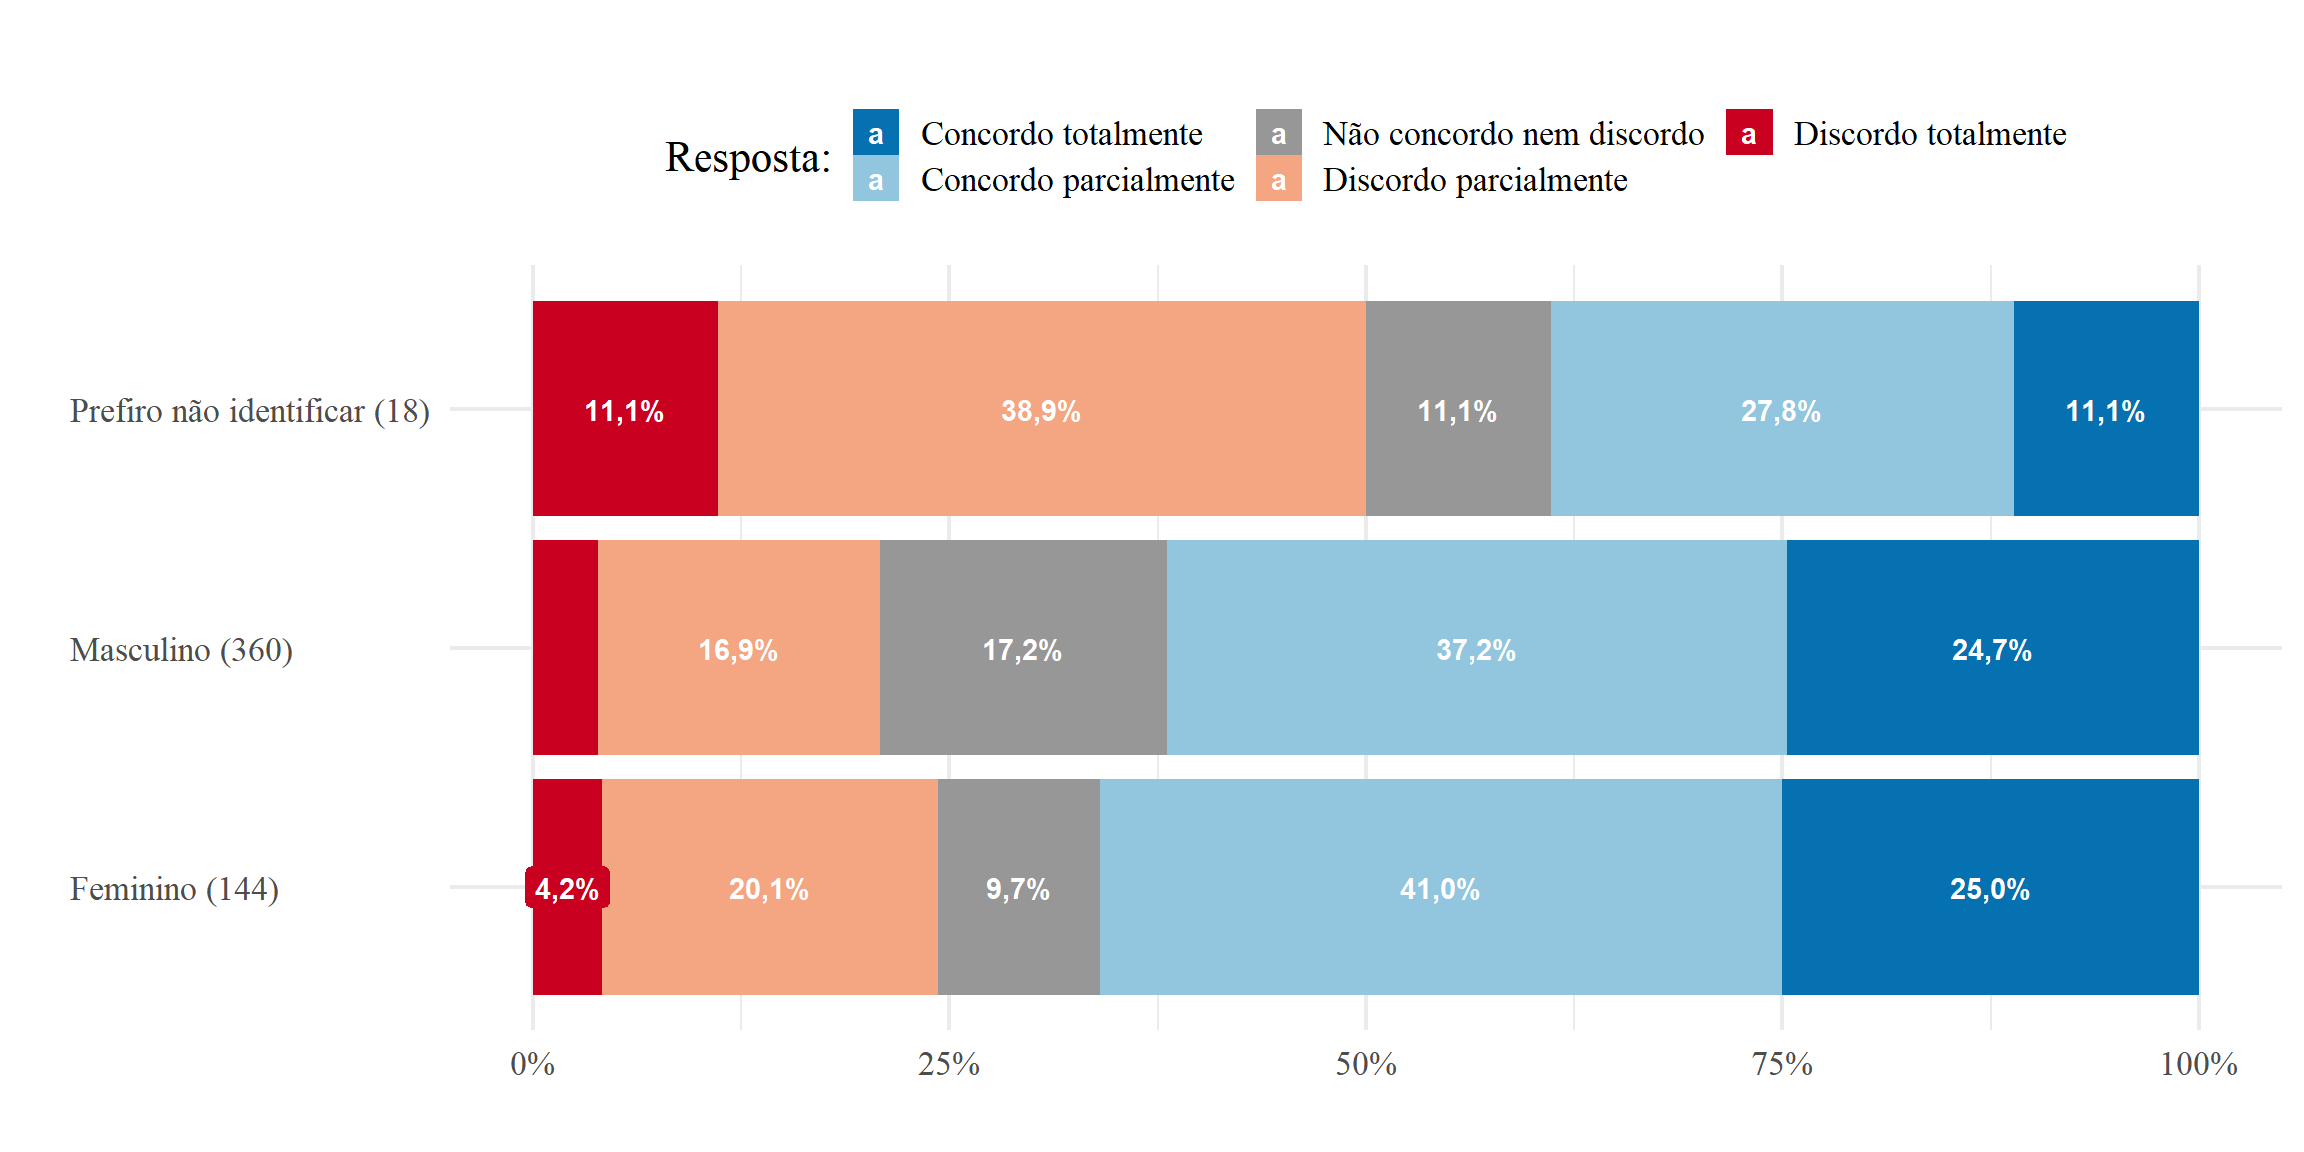 Resposta:
a Concordo totalmente a Não concordo nem discordo a Discordo totalmente
a Concordo parcialmente a Discordo parcialmente
Prefiro não identificar (18) 11,1% 38,9% 11,1% 27,8% 11,1%
Masculino (360) 16,9% 17,2% 37,2% 24,7%
Feminino (144) 4,2% 20,1% 9,7% 41,0% 25,0%
0% 25% 50% 75% 100%